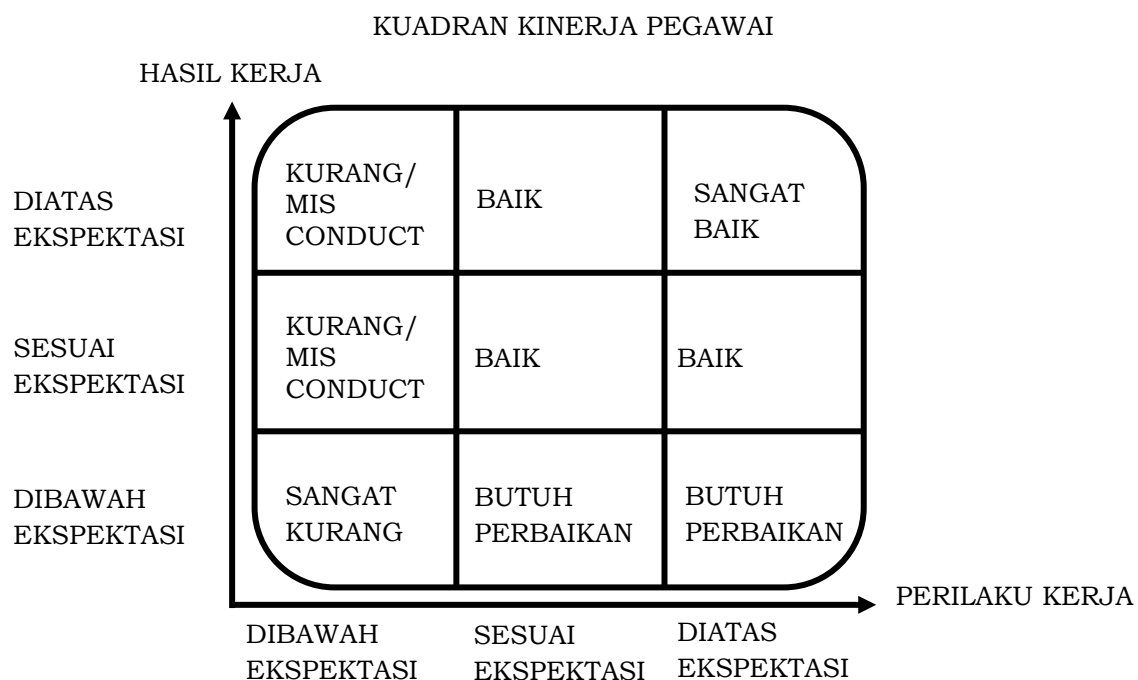 KUADRAN KINERJA PEGAWAI
HASIL KERJA
DIATAS
EKSPEKTASI
KURANG/
MIS
CONDUCT
BAIK
SANGAT
BAIK
SESUAI
EKSPEKTASI
KURANG/
MIS
CONDUCT
BAIK
BAIK
DIBAWAH
EKSPEKTASI
SANGAT
KURANG
BUTUH
PERBAIKAN
BUTUH
PERBAIKAN
PERILAKU KERJA
DIBAWAH
EKSPEKTASI
SESUAI
EKSPEKTASI
DIATAS
EKSPEKTASI